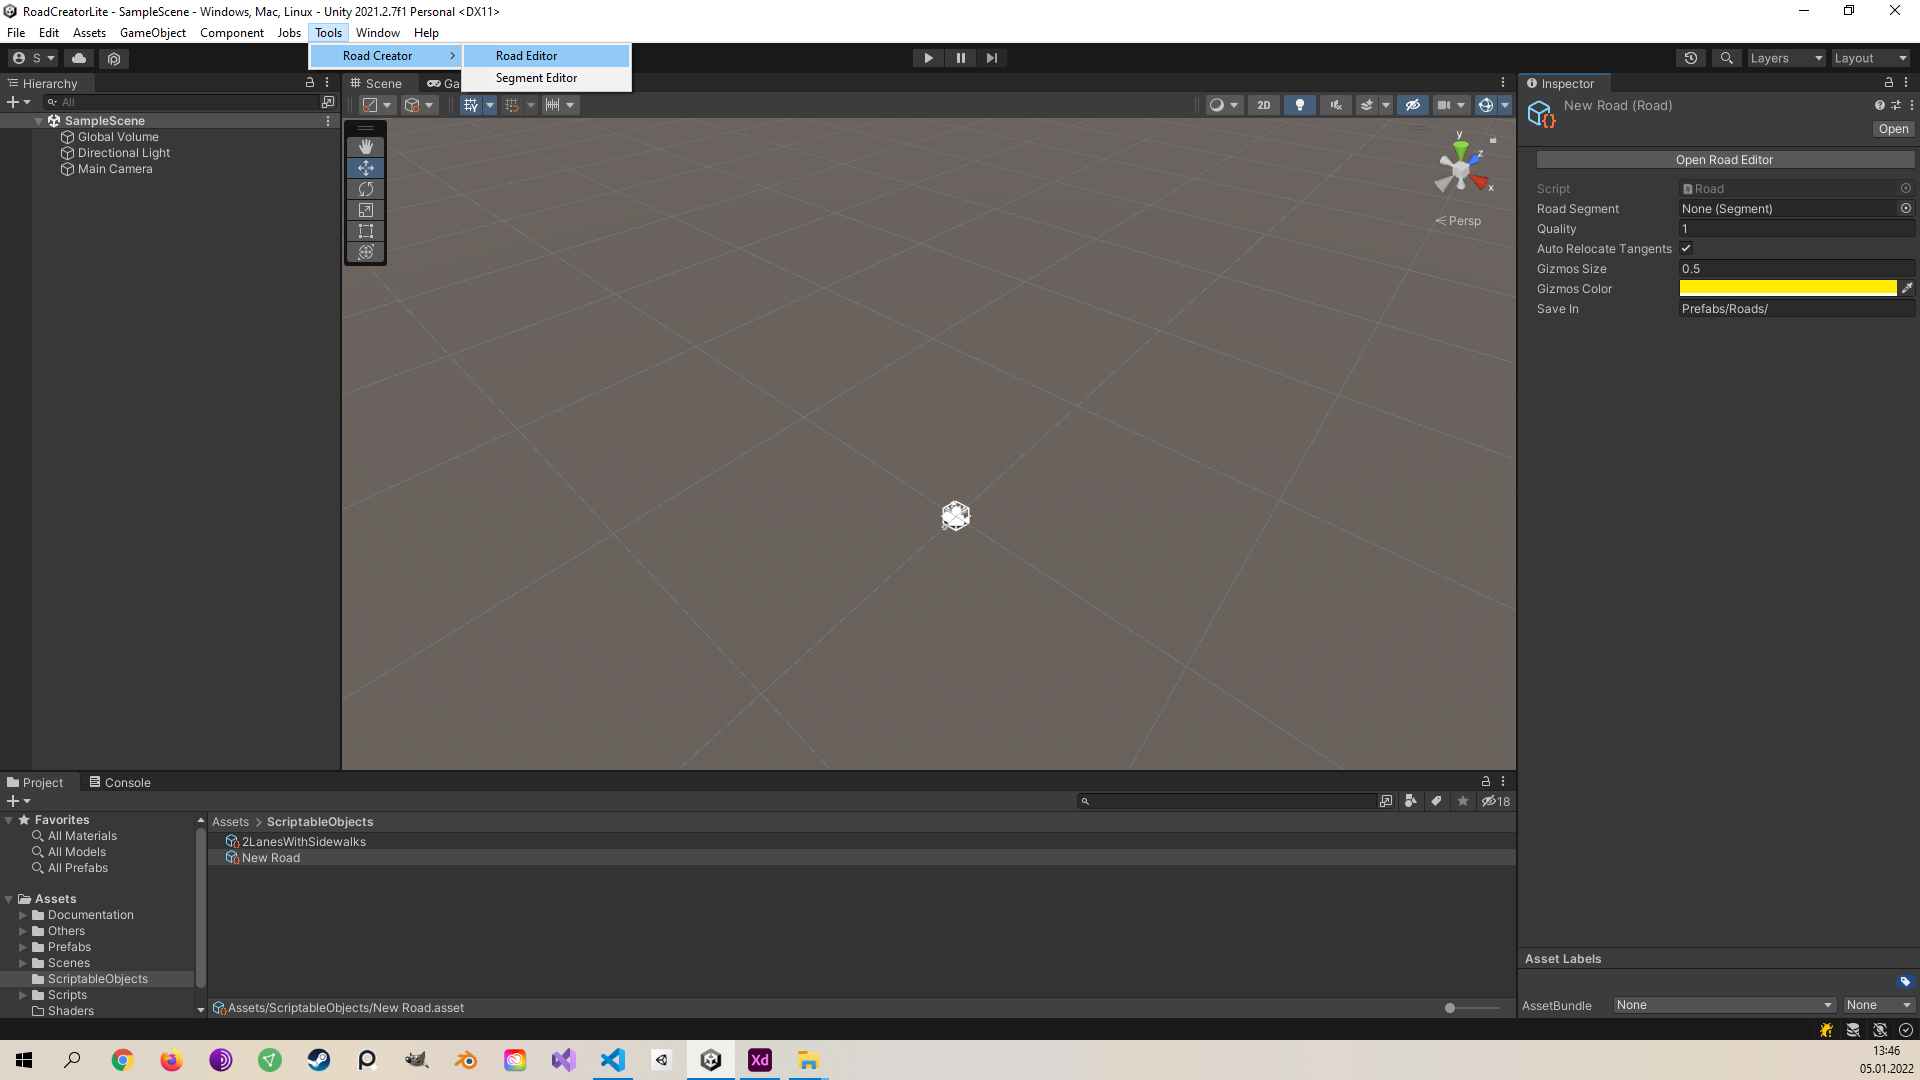 RoadCreatorLite - SampleScene - Windows, Mac, Linux - Unity 2021.2.7f1 Personal <DX11>
File Edit Assets GameObject Component Jobs Tools Window Help
Road Creator
Road Editor
Segment Editor
S
Layers
Layout
Hierarchy
All
SampleScene
Global Volume
Directional Light
Main Camera
Scene
Ga
2D
y
z
x
Persp
Inspector
New Road (Road)
Open
Open Road Editor
Script
Road
Road Segment
None (Segment)
Quality
1
Auto Relocate Tangents
Gizmos Size
0.5
Gizmos Color
Save In
Prefabs/Roads/
Project
Console
18
Favorites
All Materials
All Models
All Prefabs
Assets
Documentation
Others
Prefabs
Scenes
ScriptableObjects
Scripts
Shaders
Assets > ScriptableObjects
2LanesWithSidewalks
New Road
Assets/ScriptableObjects/New Road.asset
Asset Labels
AssetBundle
None
None
Xd
13:46
05.01.2022